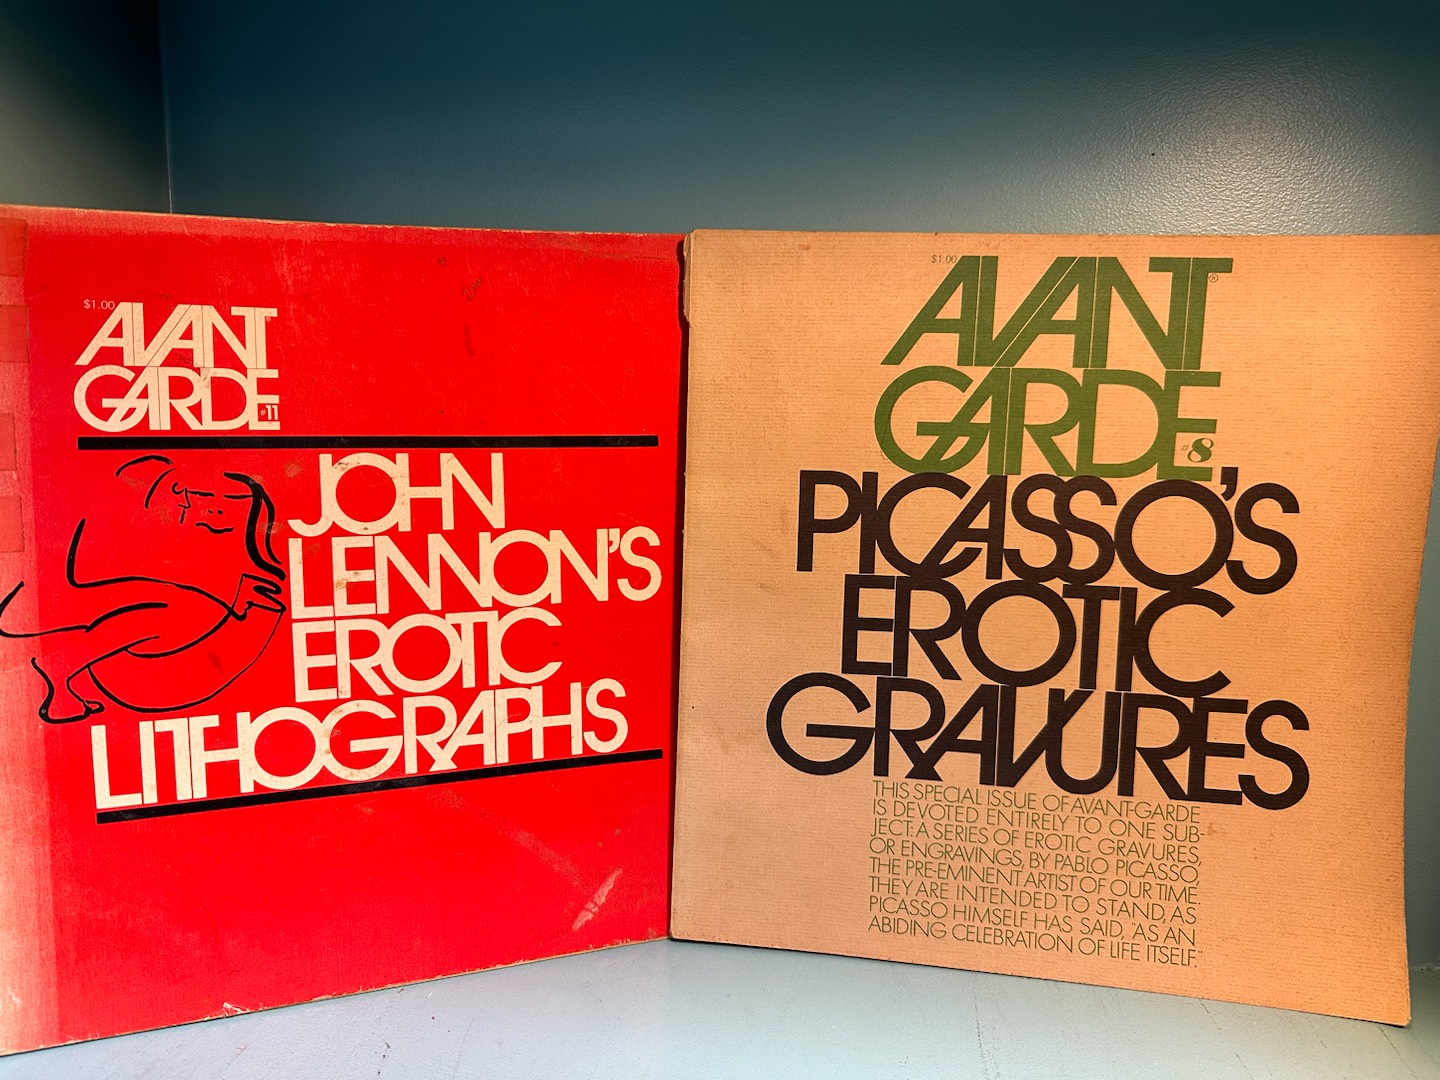 $1.00
AVANT
GARDE #11
JOHN
LENNON'S
EROTIC
LITHOGRAPHS
$1.00
AVANT®
GARDE #8
PICASSO'S
EROTIC
GRAVURES
THIS SPECIAL ISSUE OF AVANT-GARDE
IS DEVOTED ENTIRELY TO ONE SUB-
JECT: A SERIES OF EROTIC GRAVURES,
OR ENGRAVINGS, BY PABLO PICASSO,
THE PRE-EMINENT ARTIST OF OUR TIME.
THEY ARE INTENDED TO STAND, AS
PICASSO HIMSELF HAS SAID, "AS AN
ABIDING CELEBRATION OF LIFE ITSELF."